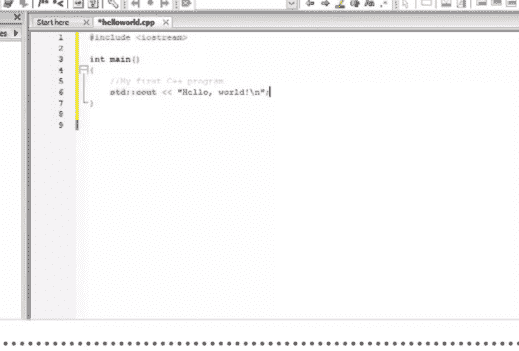 Start here *helloworld.cpp
es
1 #include <iostream>
2
3 int main()
4 {
5 //My first C++ program
6 std::cout << "Hello, world!\n";
7 }
8
9